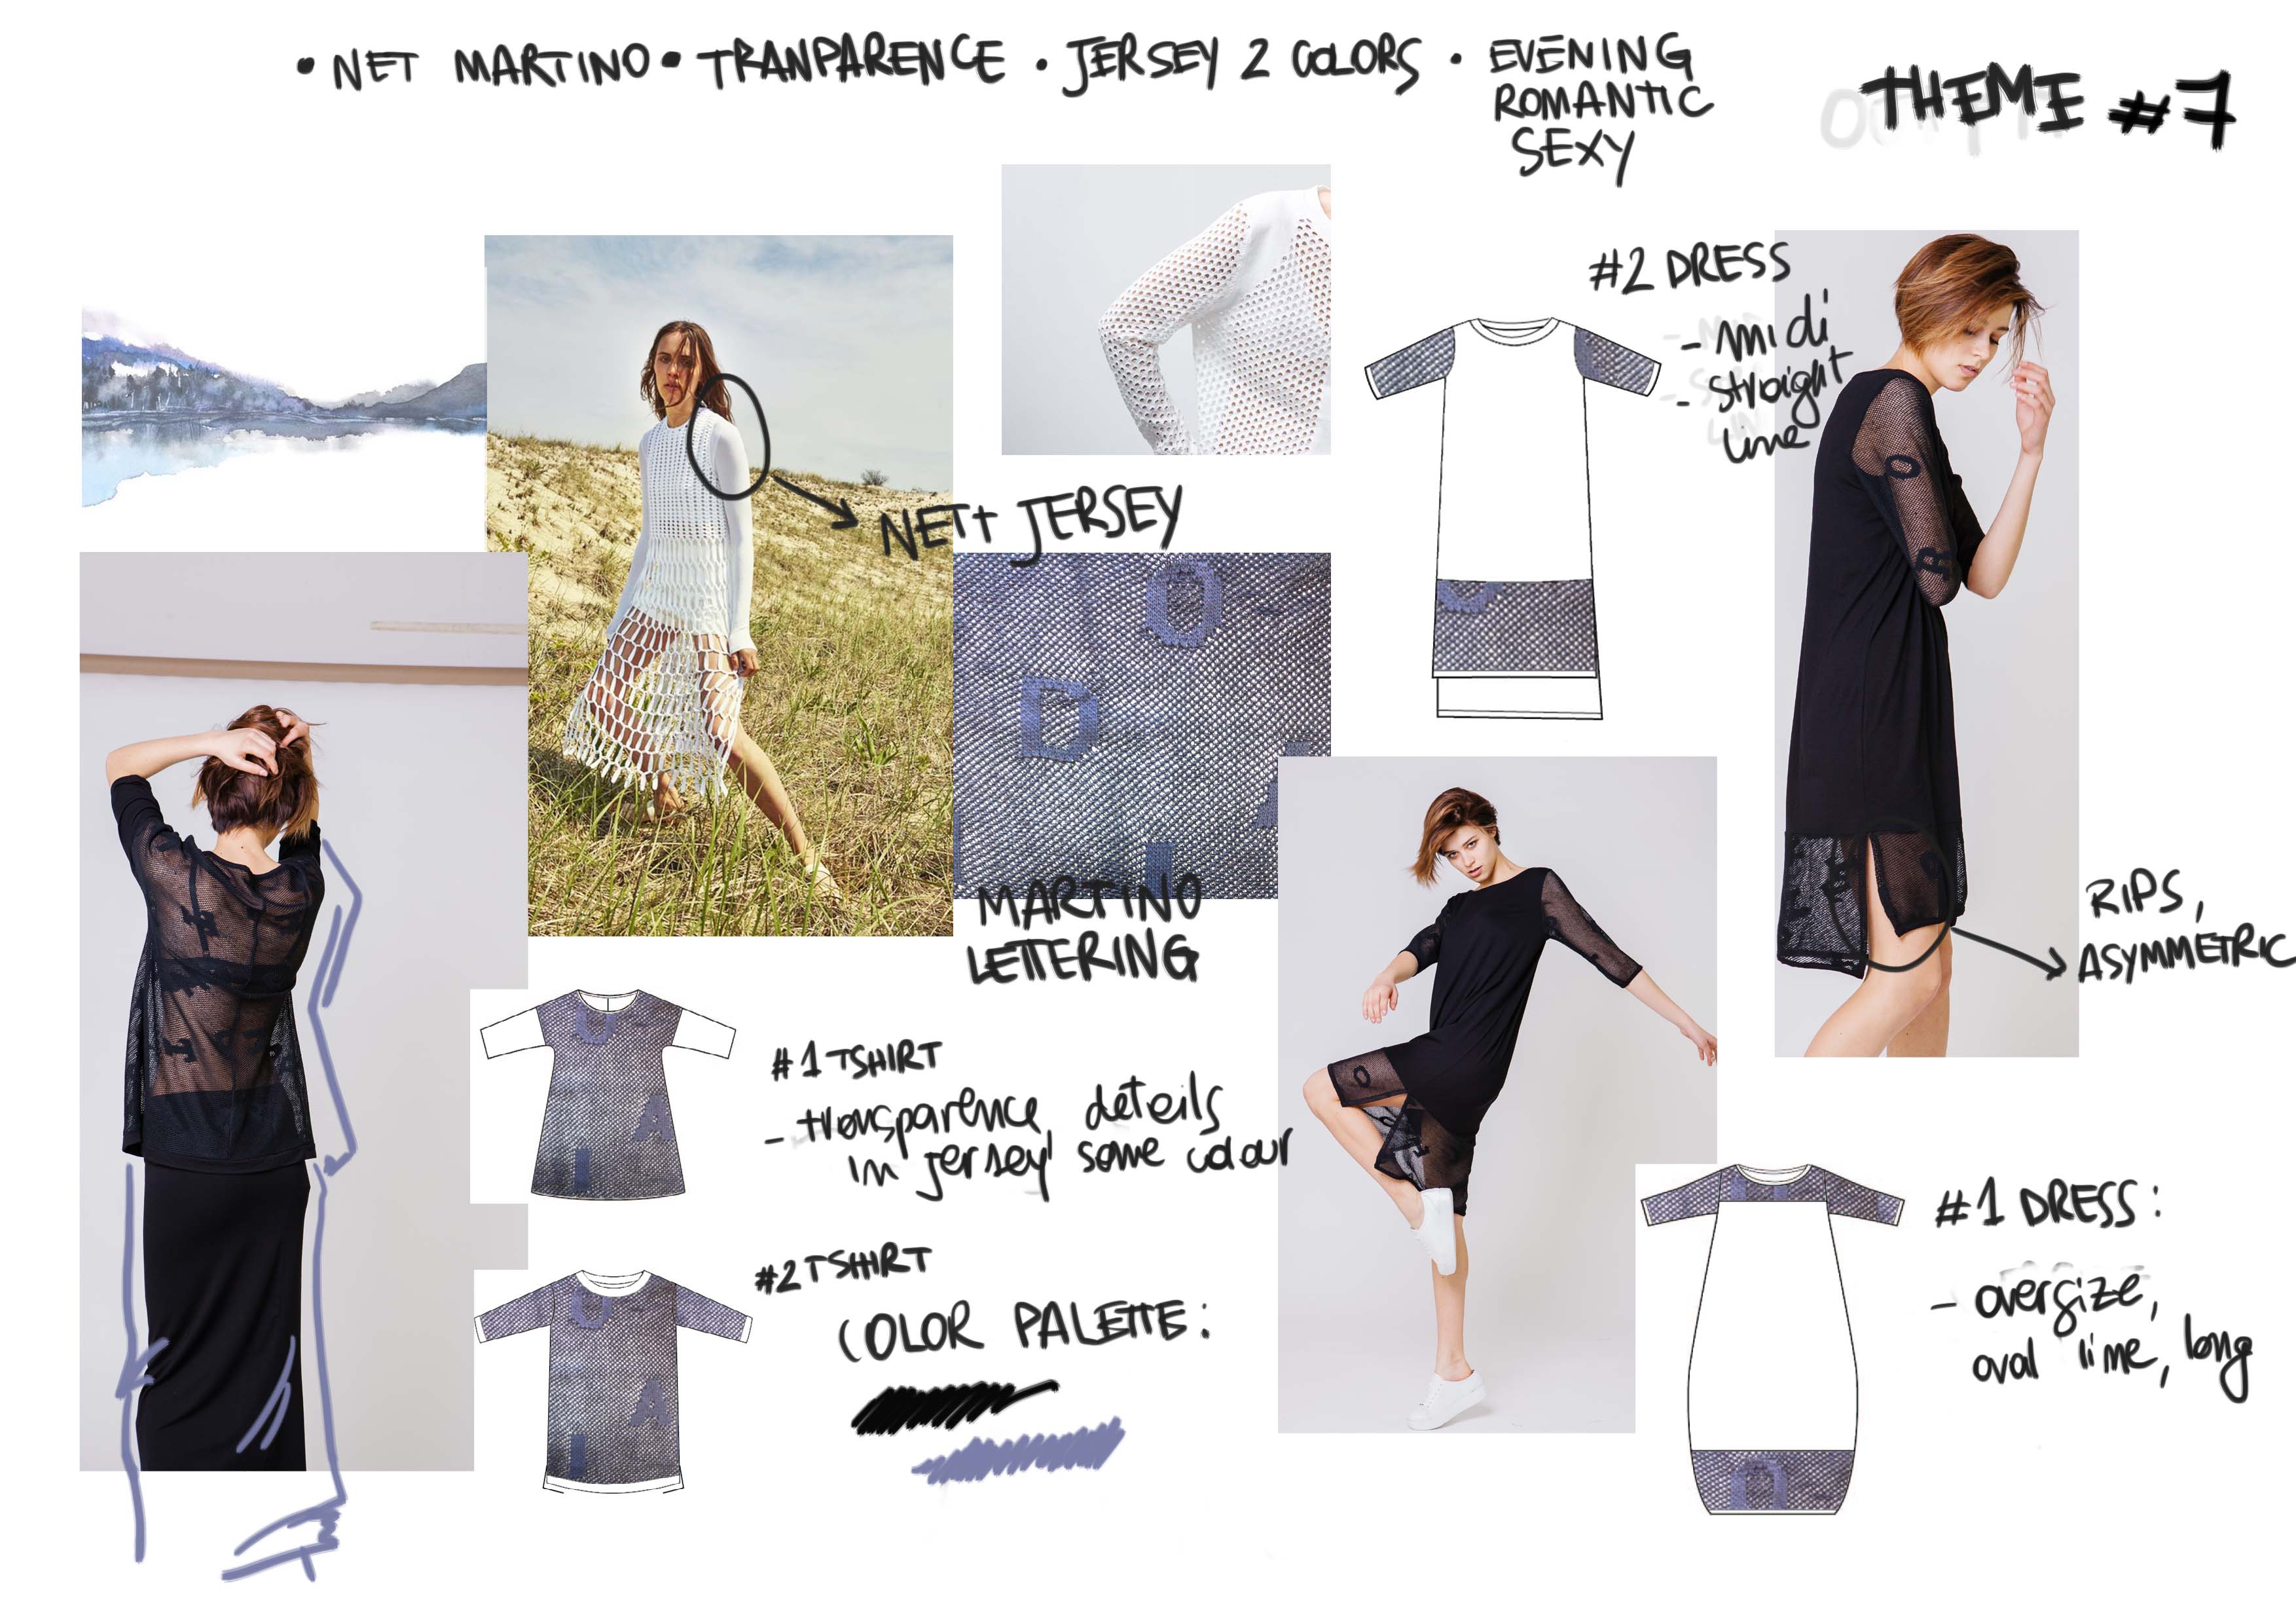 • NET MARTINO • TRANPARENCE • JERSEY 2 COLORS • EVENING
ROMANTIC
SEXY
THEME #7
#2 DRESS
- midi
- straight
line
NET + JERSEY
O
D
MARTINO
LETTERING
RIPS,
ASYMMETRIC
#1 TSHIRT
- transparence deteils
in jersey some colour
#2 TSHIRT
COLOR PALETTE:
#1 DRESS:
- oversize,
oval line, long